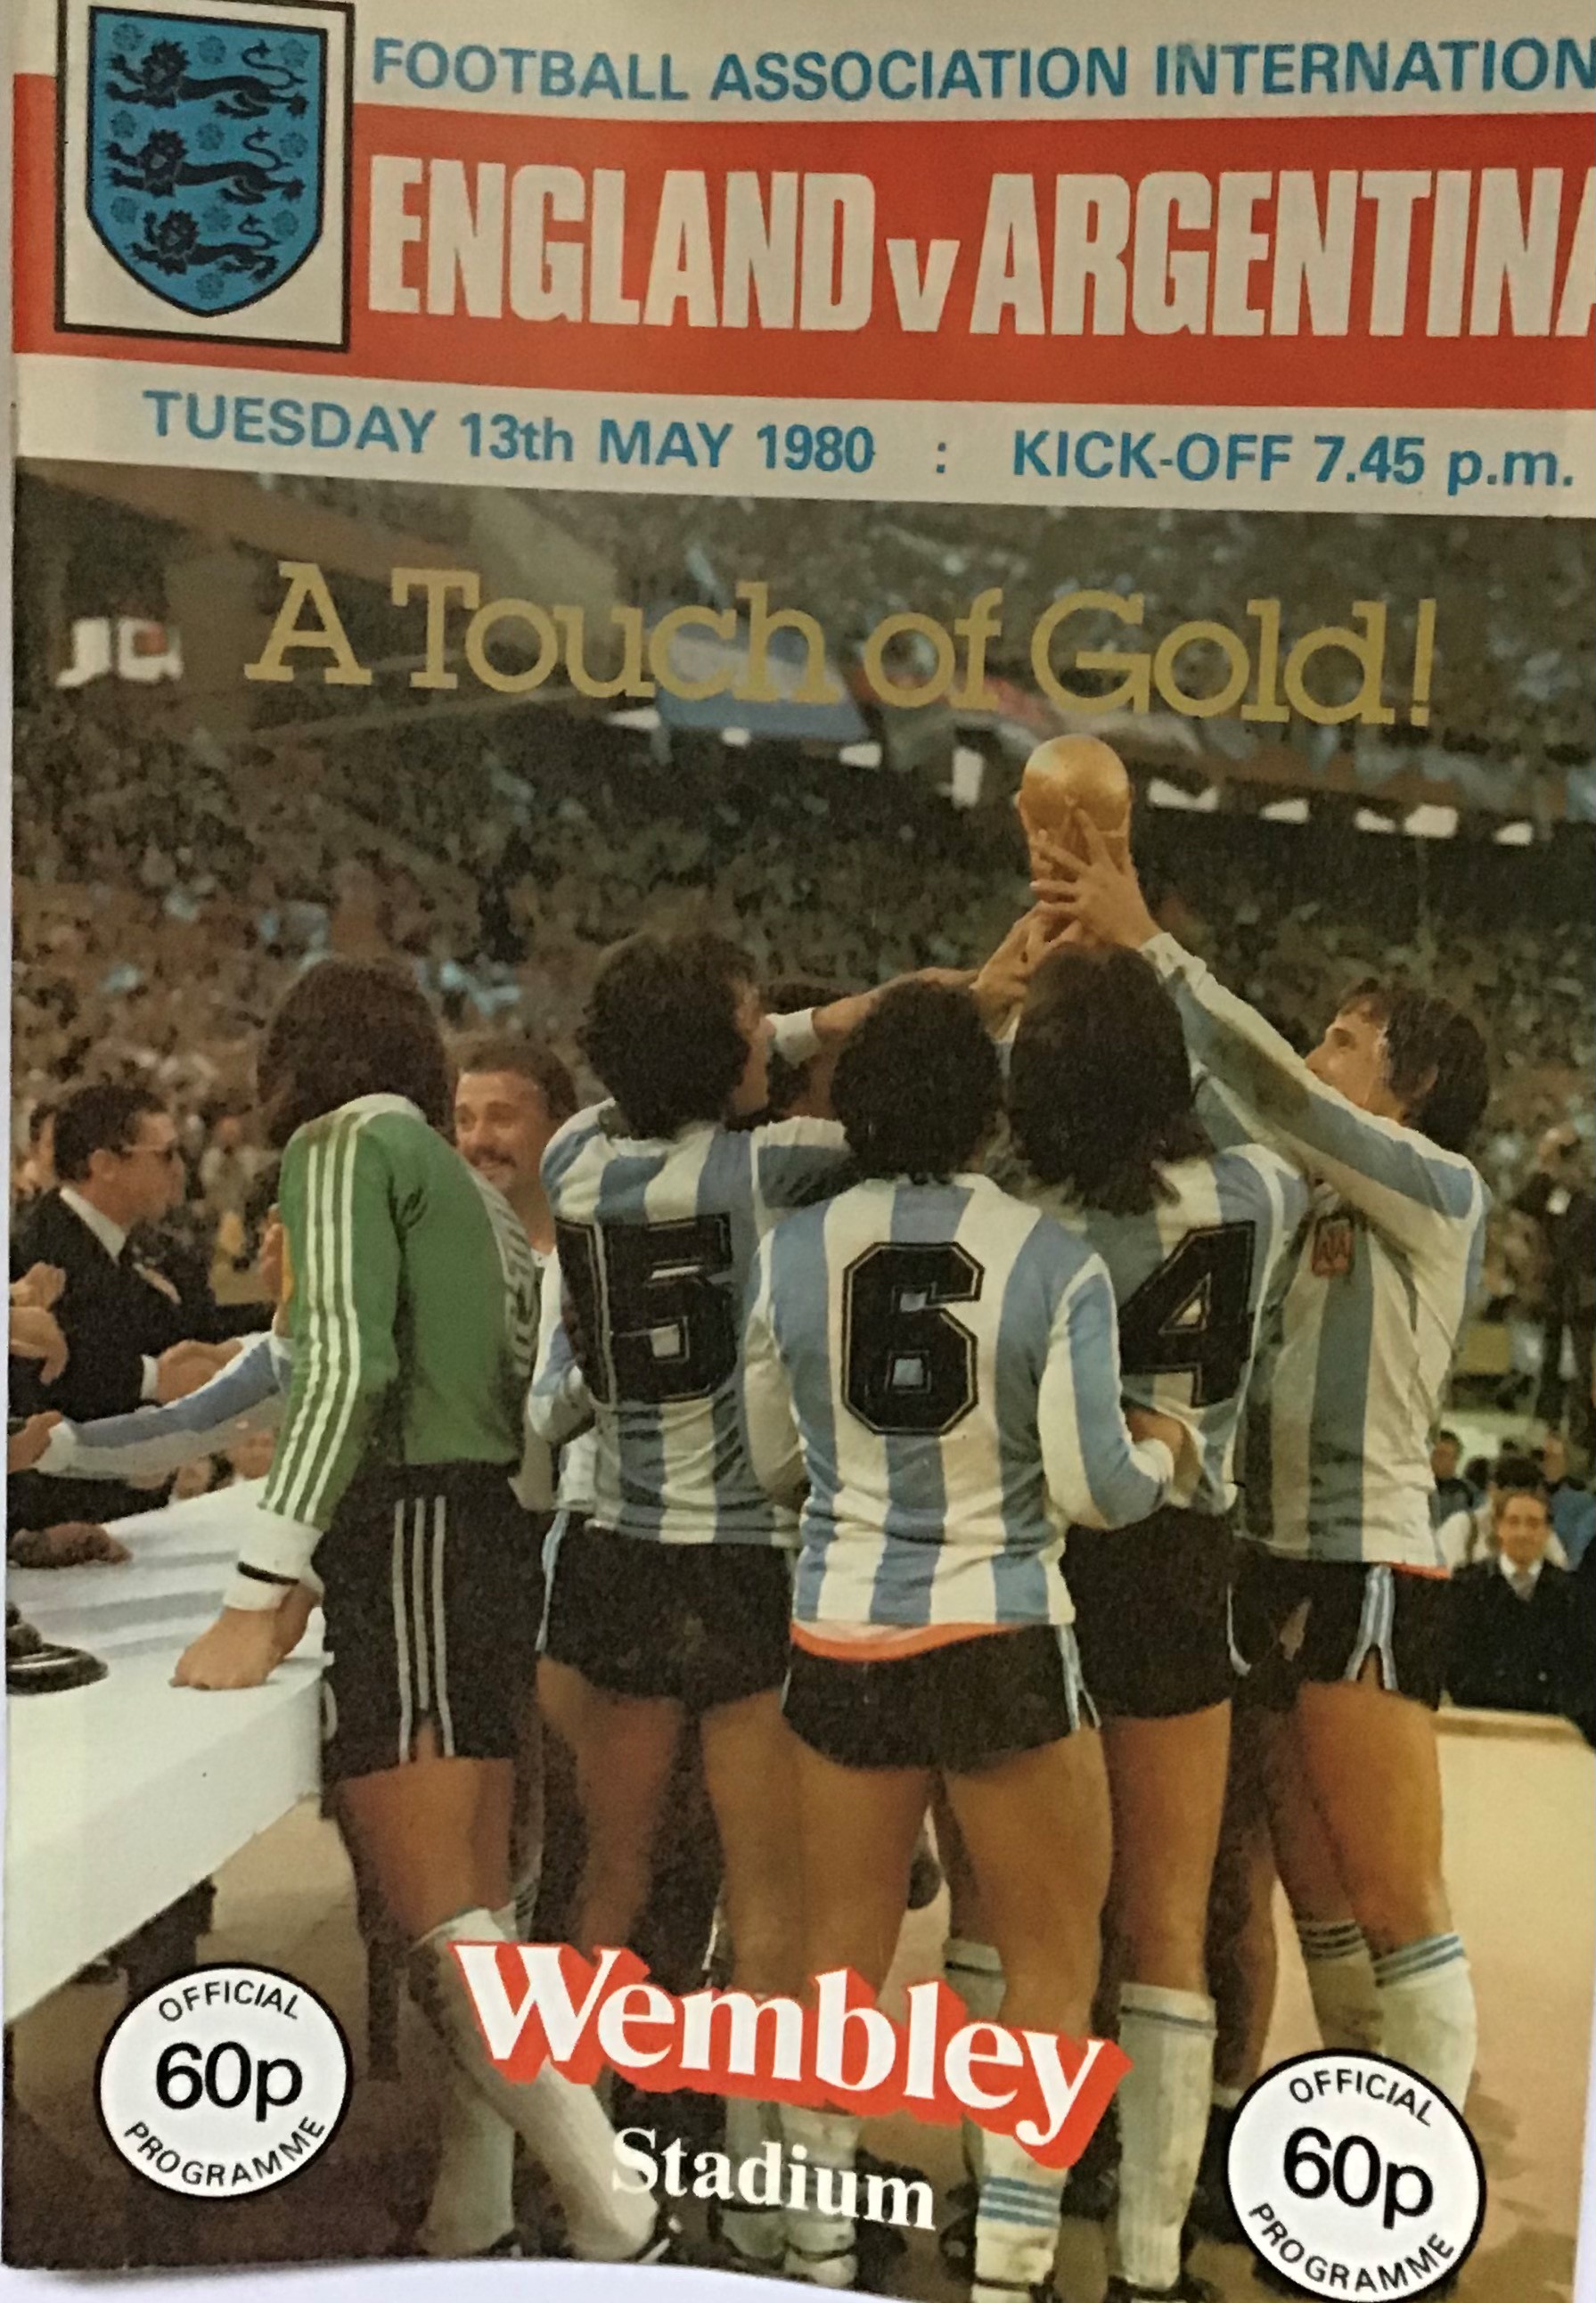 FOOTBALL ASSOCIATION INTERNATION
ENGLAND v ARGENTINA
TUESDAY 13th MAY 1980 : KICK-OFF 7.45 p.m.
A Touch of Gold!
15
6
4
Wembley
Stadium
OFFICIAL
60p
PROGRAMME
OFFICIAL
60p
PROGRAMME